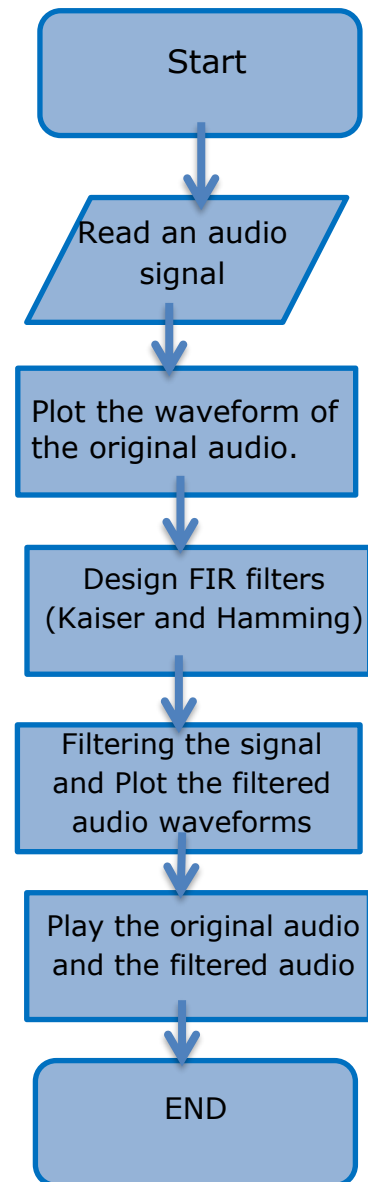 Start
Read an audio
signal
Plot the waveform of
the original audio.
Design FIR filters
(Kaiser and Hamming)
Filtering the signal
and Plot the filtered
audio waveforms
Play the original audio
and the filtered audio
END